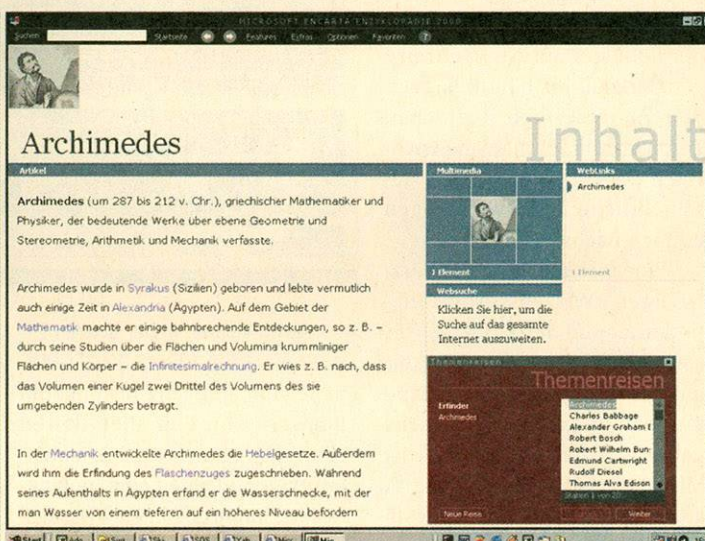 MICROSOFT ENCARTA ENZYKLOPÄDIE 2000
Suchen Startseite Features Extras Optionen Favoriten ?
Archimedes
Inhalt
Artikel
Archimedes (um 287 bis 212 v. Chr.), griechischer Mathematiker und
Physiker, der bedeutende Werke über ebene Geometrie und
Stereometrie, Arithmetik und Mechanik verfasste.
Archimedes wurde in Syrakus (Sizilien) geboren und lebte vermutlich
auch einige Zeit in Alexandria (Ägypten). Auf dem Gebiet der
Mathematik machte er einige bahnbrechende Entdeckungen, so z. B. –
durch seine Studien über die Flächen und Volumina krummliniger
Flächen und Körper – die Infinitesimalrechnung. Er wies z. B. nach, dass
das Volumen einer Kugel zwei Drittel des Volumens des sie
umgebenden Zylinders beträgt.
In der Mechanik entwickelte Archimedes die Hebelgesetze. Außerdem
wird ihm die Erfindung des Flaschenzuges zugeschrieben. Während
seines Aufenthalts in Ägypten erfand er die Wasserschnecke, mit der
man Wasser von einem tieferen auf ein höheres Niveau befördern
Multimedia
1 Element
WebLinks
Archimedes
1 Element
Websuche
Klicken Sie hier, um die
Suche auf das gesamte
Internet auszuweiten.
Themenreisen
Themenreisen
Erfinder
Archimedes
Archimedes
Charles Babbage
Alexander Graham E
Robert Bosch
Robert Wilhelm Bun
Edmund Cartwright
Rudolf Diesel
Thomas Alva Edison
Neue Reise
Weiter
Start